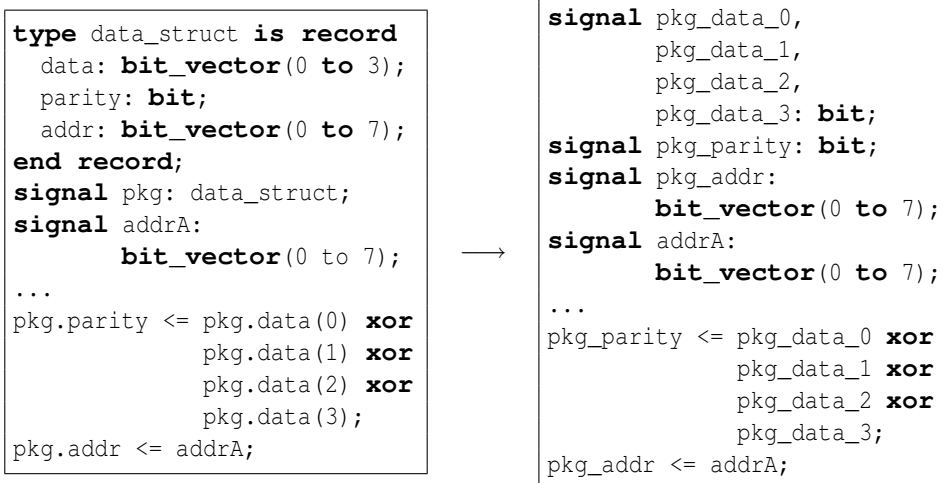 type data_struct is record
data: bit_vector(0 to 3);
parity: bit;
addr: bit_vector(0 to 7);
end record;
signal pkg: data_struct;
signal addrA:
bit_vector(0 to 7);
...
pkg.parity <= pkg.data(0) xor
pkg.data(1) xor
pkg.data(2) xor
pkg.data(3);
pkg.addr <= addrA;
⟶
signal pkg_data_0,
pkg_data_1,
pkg_data_2,
pkg_data_3: bit;
signal pkg_parity: bit;
signal pkg_addr:
bit_vector(0 to 7);
signal addrA:
bit_vector(0 to 7);
...
pkg_parity <= pkg_data_0 xor
pkg_data_1 xor
pkg_data_2 xor
pkg_data_3;
pkg_addr <= addrA;